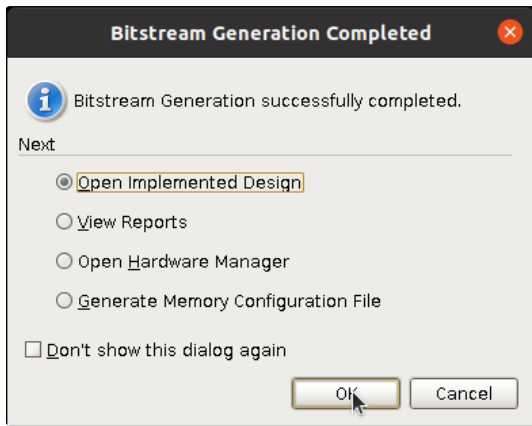 Bitstream Generation Completed
Bitstream Generation successfully completed.
Next
Open Implemented Design
View Reports
Open Hardware Manager
Generate Memory Configuration File
Don't show this dialog again
OK
Cancel